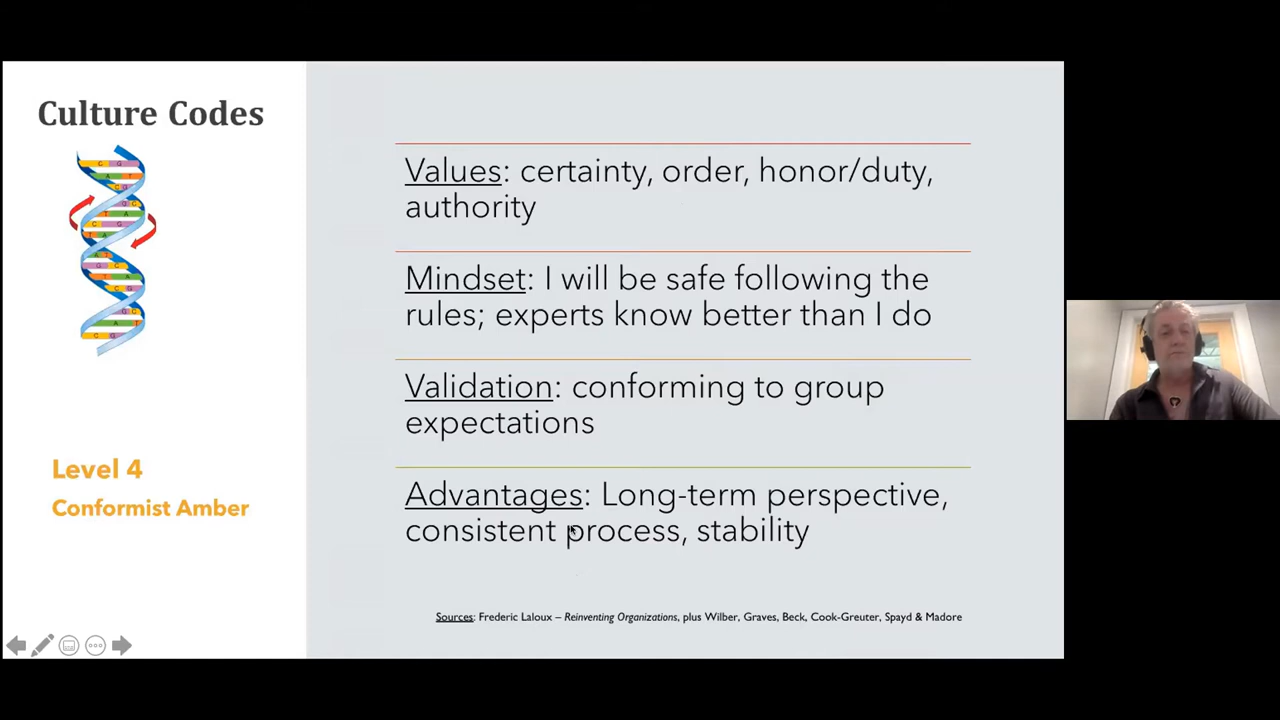 Culture Codes
Level 4
Conformist Amber
Values: certainty, order, honor/duty,
authority
Mindset: I will be safe following the
rules; experts know better than I do
Validation: conforming to group
expectations
Advantages: Long-term perspective,
consistent process, stability
Sources: Frederic Laloux – Reinventing Organizations, plus Wilber, Graves, Beck, Cook-Greuter, Spayd & Madore